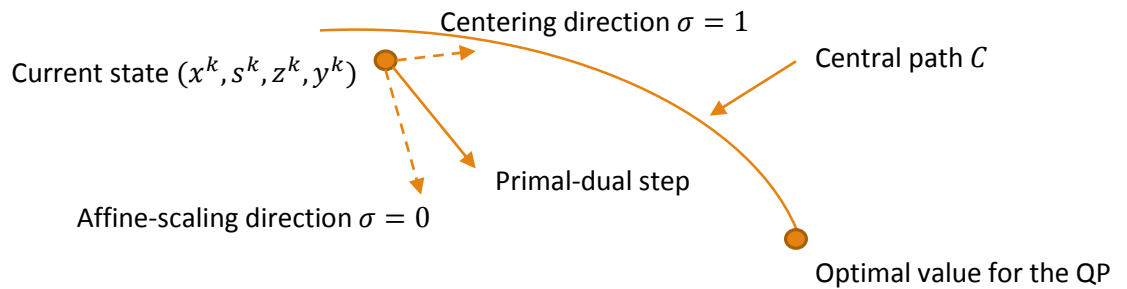 Centering direction σ = 1
Central path C
Current state (x^k, s^k, z^k, y^k)
Primal-dual step
Affine-scaling direction σ = 0
Optimal value for the QP